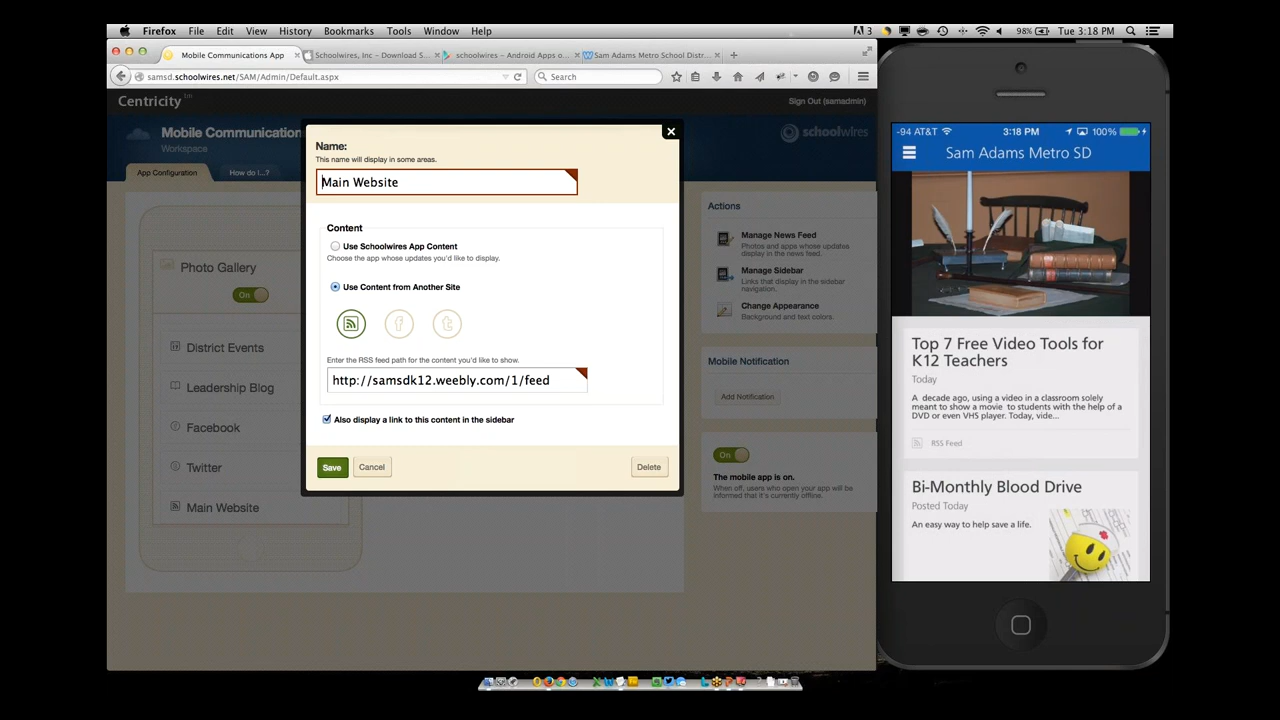 Firefox File Edit View History Bookmarks Tools Window Help
3 98% Tue 3:18 PM
Mobile Communications App
Schoolwires, Inc – Download S...
schoolwires – Android Apps o...
Sam Adams Metro School Distr...
samsd.schoolwires.net/SAM/Admin/Default.aspx
Search
Centricity
Sign Out (samadmin)
Mobile Communication
Workspace
schoolwires
App Configuration
How do I...?
Photo Gallery
On
District Events
Leadership Blog
Facebook
Twitter
Main Website
Name:
This name will display in some areas.
Main Website
Content
Use Schoolwires App Content
Choose the app whose updates you'd like to display.
Use Content from Another Site
Enter the RSS feed path for the content you'd like to show.
http://samsdk12.weebly.com/1/feed
Also display a link to this content in the sidebar
Save
Cancel
Delete
Actions
Manage News Feed
Photos and apps whose updates
display in the news feed.
Manage Sidebar
Links that display in the sidebar
navigation.
Change Appearance
Background and text colors.
Mobile Notification
Add Notification
On
The mobile app is on.
When off, users who open your app will be
informed that it's currently offline.
-94 AT&T 3:18 PM 100%
Sam Adams Metro SD
Top 7 Free Video Tools for
K12 Teachers
Today
A decade ago, using a video in a classroom solely
meant to show a movie to students with the help of a
DVD or even VHS player. Today, vide...
RSS Feed
Bi-Monthly Blood Drive
Posted Today
An easy way to help save a life.